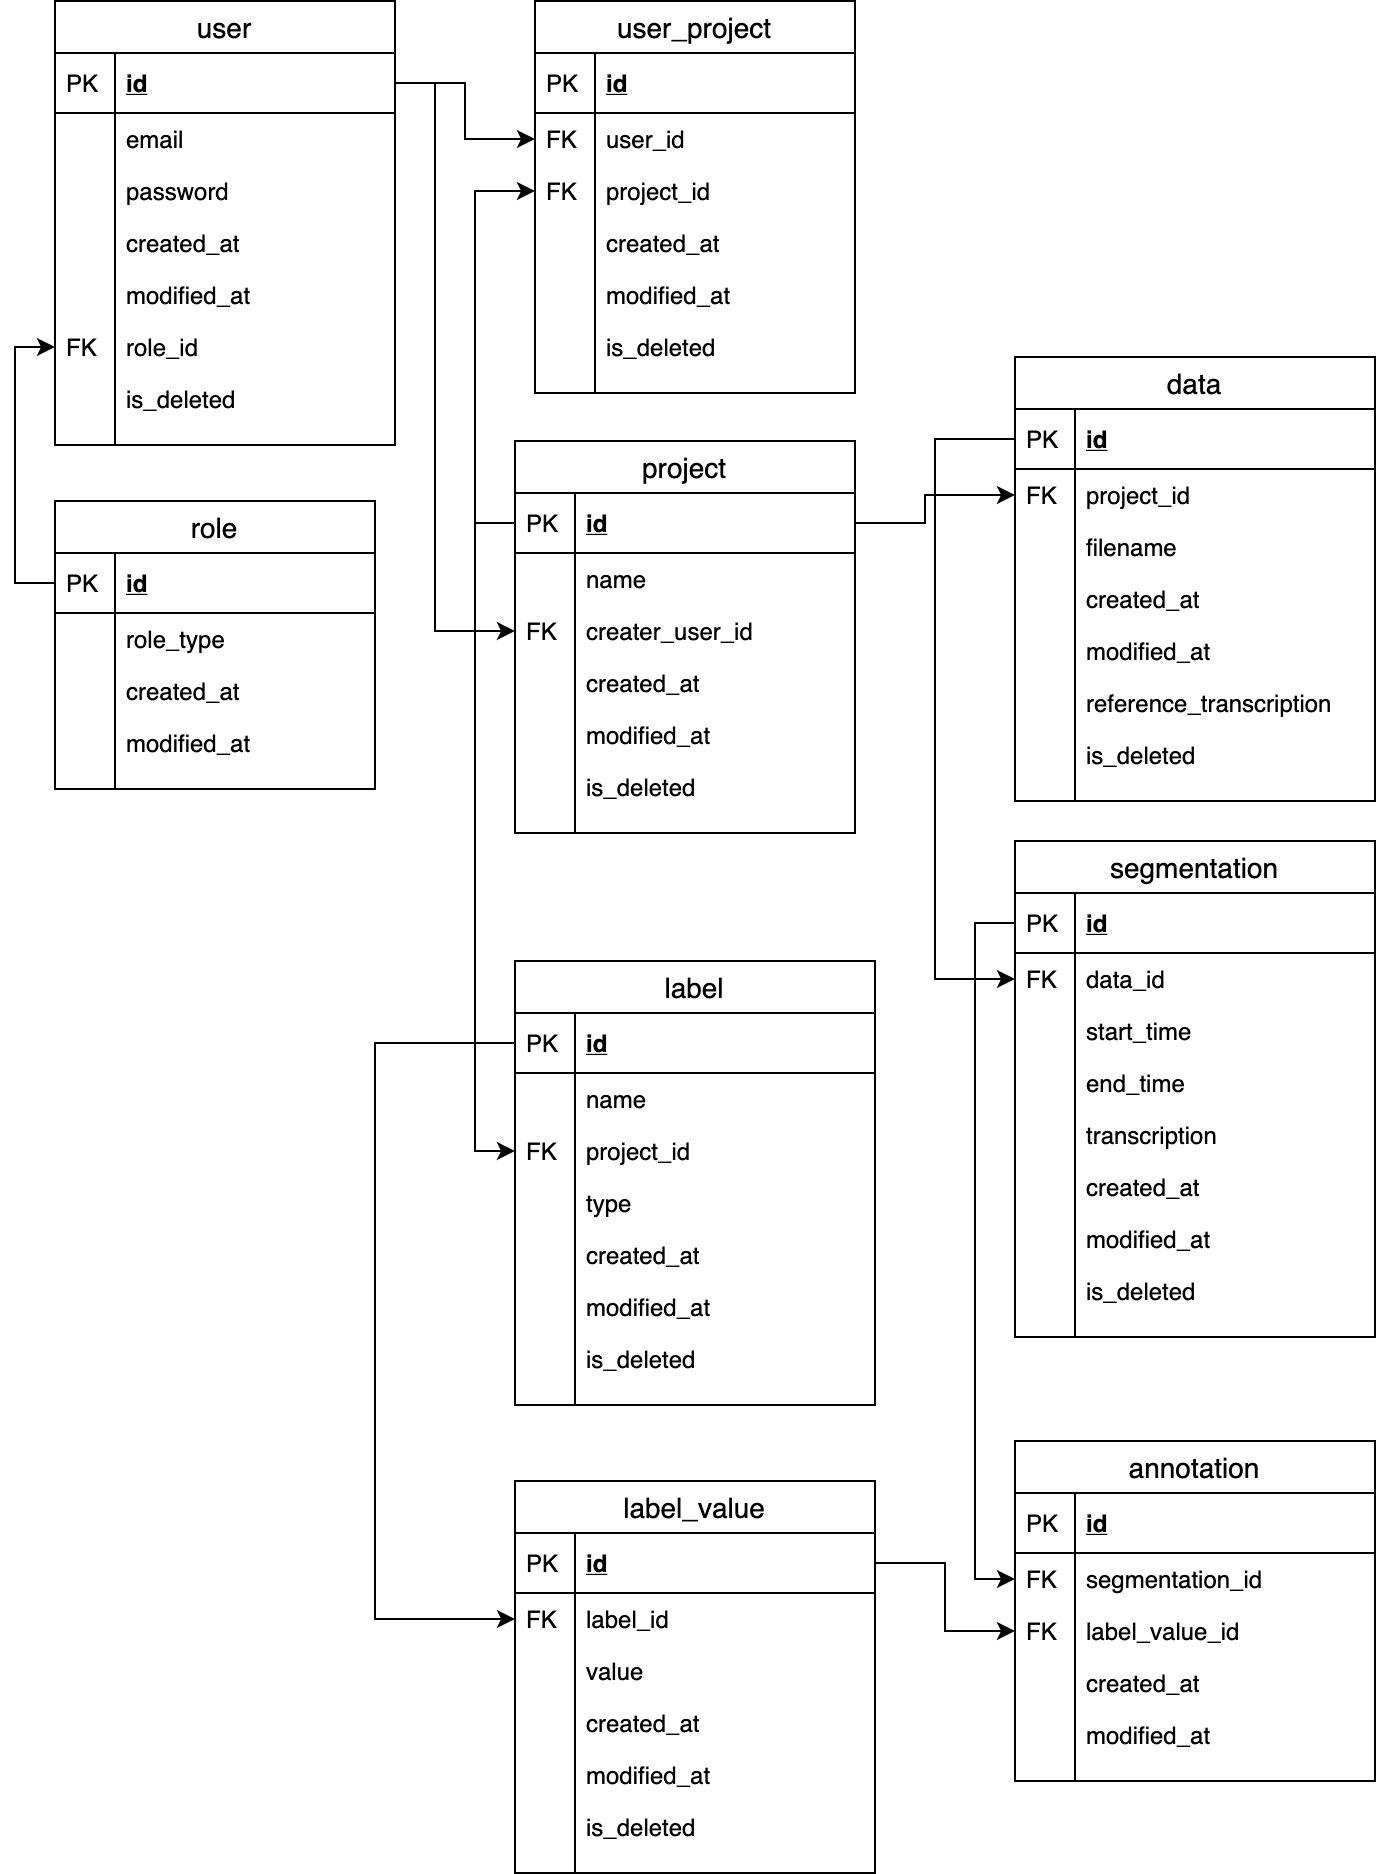 user
PK id
email
password
created_at
modified_at
FK role_id
is_deleted
user_project
PK id
FK user_id
FK project_id
created_at
modified_at
is_deleted
role
PK id
role_type
created_at
modified_at
project
PK id
name
FK creater_user_id
created_at
modified_at
is_deleted
data
PK id
FK project_id
filename
created_at
modified_at
reference_transcription
is_deleted
segmentation
PK id
FK data_id
start_time
end_time
transcription
created_at
modified_at
is_deleted
label
PK id
name
FK project_id
type
created_at
modified_at
is_deleted
label_value
PK id
FK label_id
value
created_at
modified_at
is_deleted
annotation
PK id
FK segmentation_id
FK label_value_id
created_at
modified_at